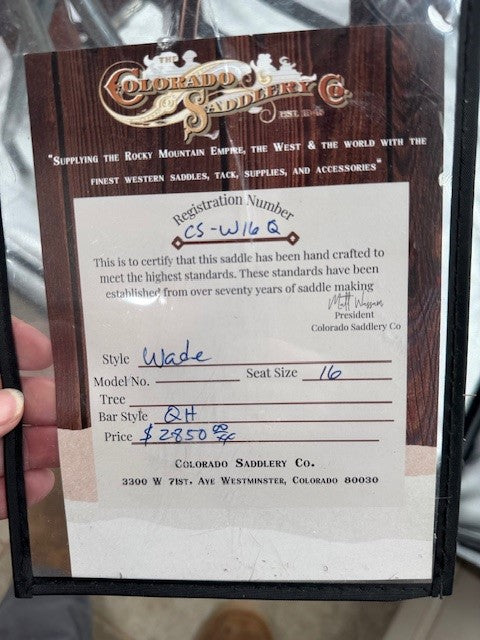 THE
COLORADO
SADDLERY CO.
"SUPPLYING THE ROCKY MOUNTAIN EMPIRE, THE WEST & THE WORLD WITH THE
FINEST WESTERN SADDLES, TACK, SUPPLIES, AND ACCESSORIES"
Registration Number
CS-W16Q
This is to certify that this saddle has been hand crafted to
meet the highest standards. These standards have been
established from over seventy years of saddle making
President
Colorado Saddlery Co
Style Wade
Model No. Seat Size 16
Tree
Bar Style QH
Price $2850 00
COLORADO SADDLERY CO.
3300 W 71ST. AVE WESTMINSTER, COLORADO 80030